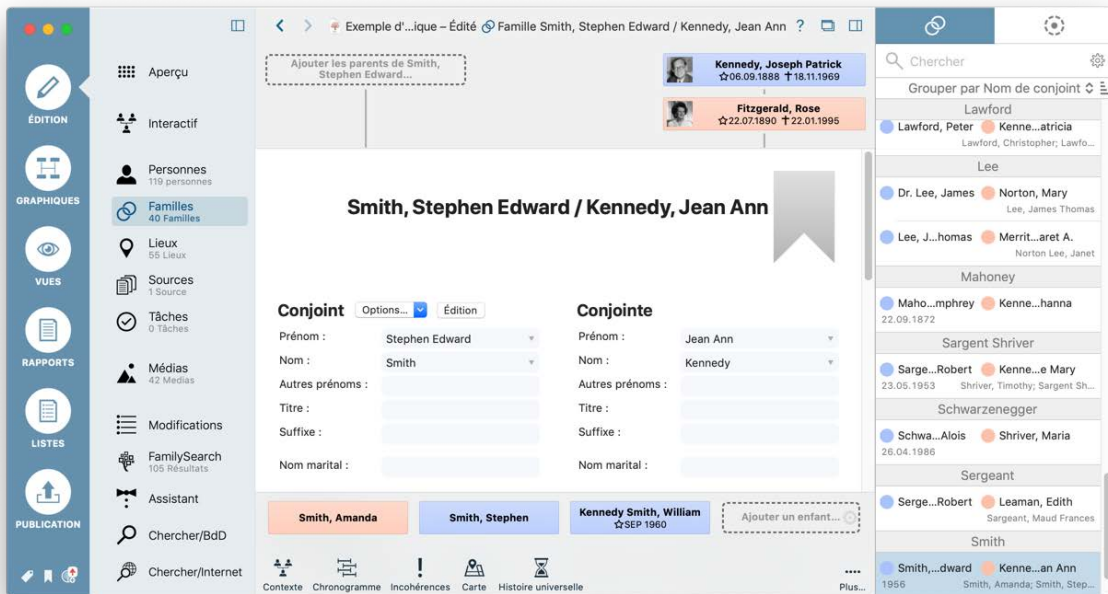 ÉDITION
GRAPHIQUES
VUES
RAPPORTS
LISTES
PUBLICATION
Aperçu
Interactif
Personnes
119 personnes
Familles
40 Familles
Lieux
55 Lieux
Sources
1 Source
Tâches
0 Tâches
Médias
42 Medias
Modifications
FamilySearch
105 Résultats
Assistant
Chercher/BdD
Chercher/Internet
Exemple d'...ique – Édité Famille Smith, Stephen Edward / Kennedy, Jean Ann ?
Ajouter les parents de Smith,
Stephen Edward...
Kennedy, Joseph Patrick
☆06.09.1888 ✝18.11.1969
Fitzgerald, Rose
☆22.07.1890 ✝22.01.1995
Smith, Stephen Edward / Kennedy, Jean Ann
Conjoint Options... Édition
Prénom : Stephen Edward
Nom : Smith
Autres prénoms :
Titre :
Suffixe :
Nom marital :
Conjointe
Prénom : Jean Ann
Nom : Kennedy
Autres prénoms :
Titre :
Suffixe :
Nom marital :
Smith, Amanda
Smith, Stephen
Kennedy Smith, William
☆SEP 1960
Ajouter un enfant...
Contexte Chronogramme Incohérences Carte Histoire universelle Plus...
Chercher
Grouper par Nom de conjoint
Lawford
Lawford, Peter Kenne...atricia
Lawford, Christopher; Lawfo...
Lee
Dr. Lee, James Norton, Mary
Lee, James Thomas
Lee, J...homas Merrit...aret A.
Norton Lee, Janet
Mahoney
Maho...mphrey Kenne...hanna
22.09.1872
Sargent Shriver
Sarge...Robert Kenne...e Mary
23.05.1953 Shriver, Timothy; Sargent Sh...
Schwarzenegger
Schwa...Alois Shriver, Maria
26.04.1986
Sergeant
Serge...Robert Leaman, Edith
Sargeant, Maud Frances
Smith
Smith,...dward Kenne...an Ann
1956 Smith, Amanda; Smith, Step...